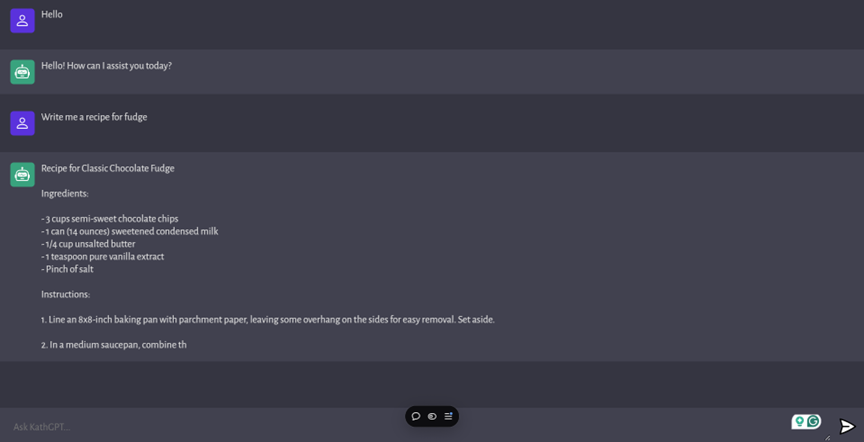 Hello
Hello! How can I assist you today?
Write me a recipe for fudge
Recipe for Classic Chocolate Fudge
Ingredients:
- 3 cups semi-sweet chocolate chips
- 1 can (14 ounces) sweetened condensed milk
- 1/4 cup unsalted butter
- 1 teaspoon pure vanilla extract
- Pinch of salt
Instructions:
1. Line an 8x8-inch baking pan with parchment paper, leaving some overhang on the sides for easy removal. Set aside.
2. In a medium saucepan, combine th
Ask KathGPT...